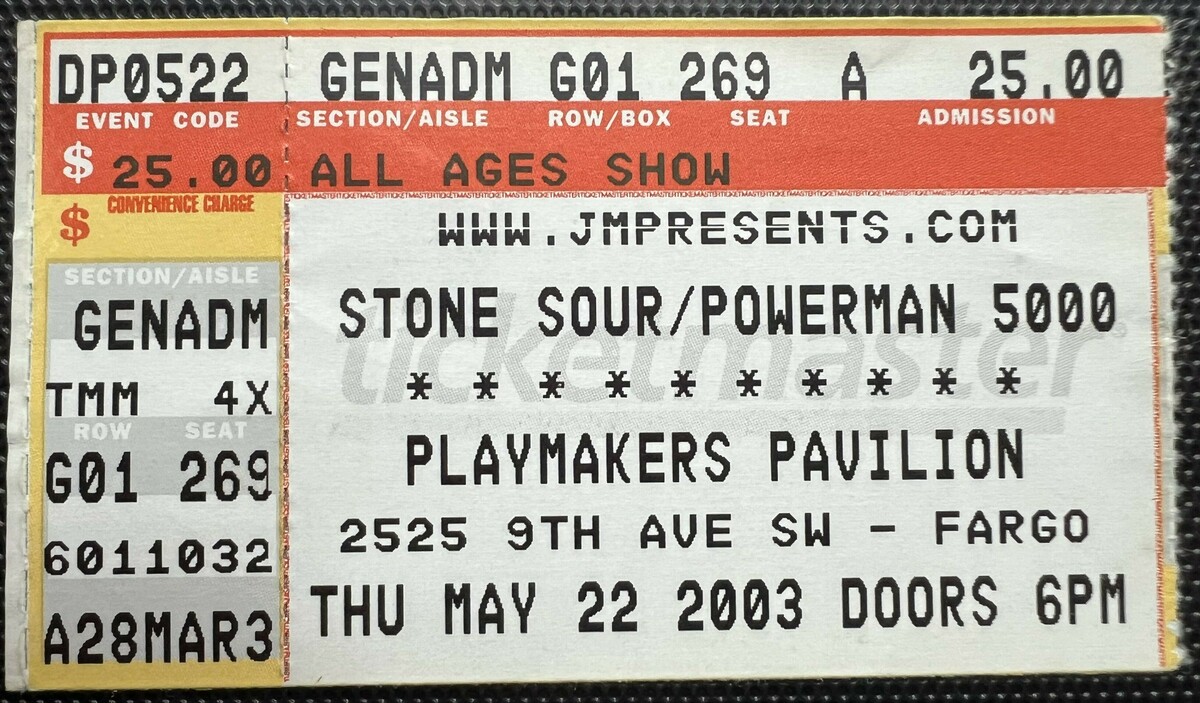 DP0522
EVENT CODE
$ 25.00
$ CONVENIENCE CHARGE
SECTION/AISLE
GENADM
TMM 4X
ROW SEAT
G01 269
6011032
A28MAR3
GENADM G01 269 A 25.00
SECTION/AISLE ROW/BOX SEAT ADMISSION
ALL AGES SHOW
WWW.JMPRESENTS.COM
STONE SOUR/POWERMAN 5000
ticketmaster®
* * * * * * * * * *
PLAYMAKERS PAVILION
2525 9TH AVE SW - FARGO
THU MAY 22 2003 DOORS 6PM